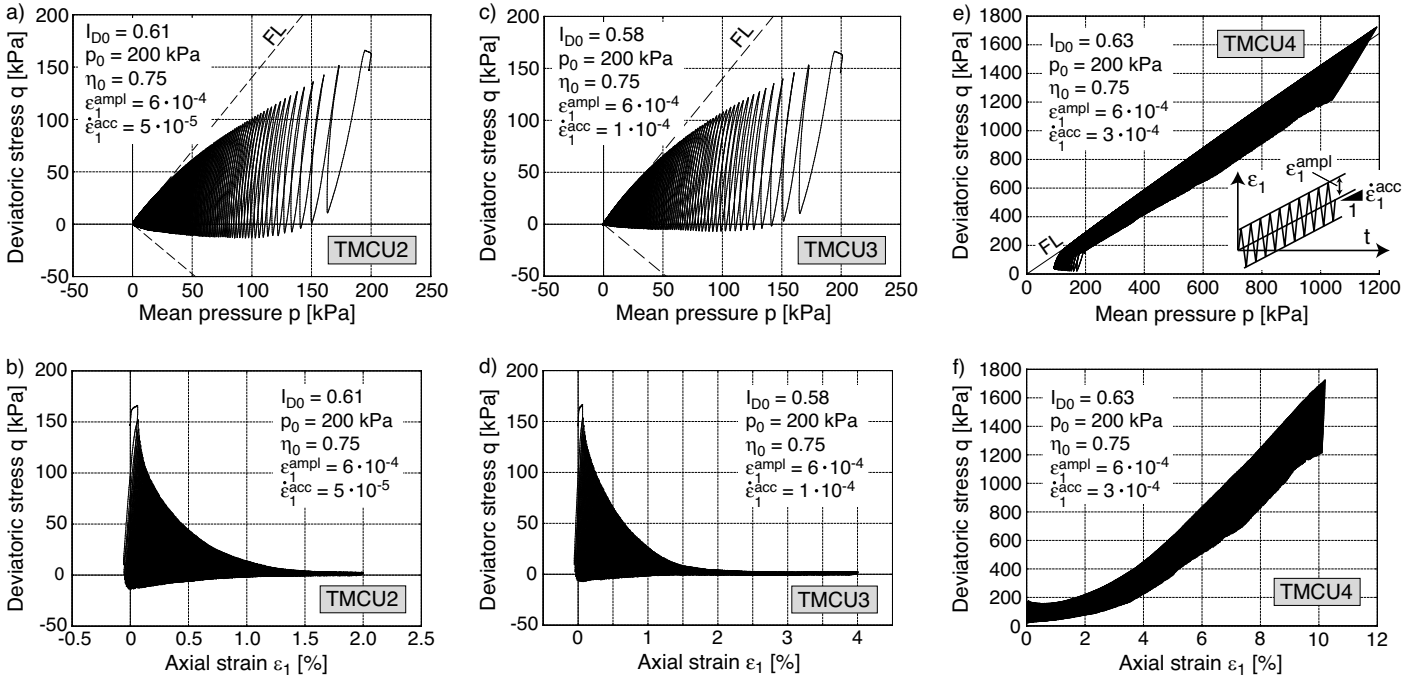 a)
Deviatoric stress q [kPa]
200
150
100
50
0
-50
I_D0 = 0.61
p_0 = 200 kPa
η_0 = 0.75
ε_1^ampl = 6·10^-4
ε̇_1^acc = 5·10^-5
FL
TMCU2
-50 0 50 100 150 200 250
Mean pressure p [kPa]
c)
Deviatorc stress q [kPa]
200
150
100
50
0
-50
I_D0 = 0.58
p_0 = 200 kPa
η_0 = 0.75
ε_1^ampl = 6·10^-4
ε̇_1^acc = 1·10^-4
FL
TMCU3
-50 0 50 100 150 200 250
Mean pressure p [kPa]
e)
Deviatoric stress q [kPa]
1800
1600
1400
1200
1000
800
600
400
200
0
I_D0 = 0.63
p_0 = 200 kPa
η_0 = 0.75
ε_1^ampl = 6·10^-4
ε̇_1^acc = 3·10^-4
TMCU4
ε_1
ε_1^ampl
ε̇_1^acc
1
t
FL
0 200 400 600 800 1000 1200
Mean pressure p [kPa]
b)
Deviatoric stress q [kPa]
200
150
100
50
0
-50
I_D0 = 0.61
p_0 = 200 kPa
η_0 = 0.75
ε_1^ampl = 6·10^-4
ε̇_1^acc = 5·10^-5
TMCU2
-0.5 0 0.5 1.0 1.5 2.0 2.5
Axial strain ε_1 [%]
d)
Deviatoric stress q [kPa]
200
150
100
50
0
-50
I_D0 = 0.58
p_0 = 200 kPa
η_0 = 0.75
ε_1^ampl = 6·10^-4
ε̇_1^acc = 1·10^-4
TMCU3
0 1 2 3 4
Axial strain ε_1 [%]
f)
Deviatoric stress q [kPa]
1800
1600
1400
1200
1000
800
600
400
200
0
I_D0 = 0.63
p_0 = 200 kPa
η_0 = 0.75
ε_1^ampl = 6·10^-4
ε̇_1^acc = 3·10^-4
TMCU4
0 2 4 6 8 10 12
Axial strain ε_1 [%]